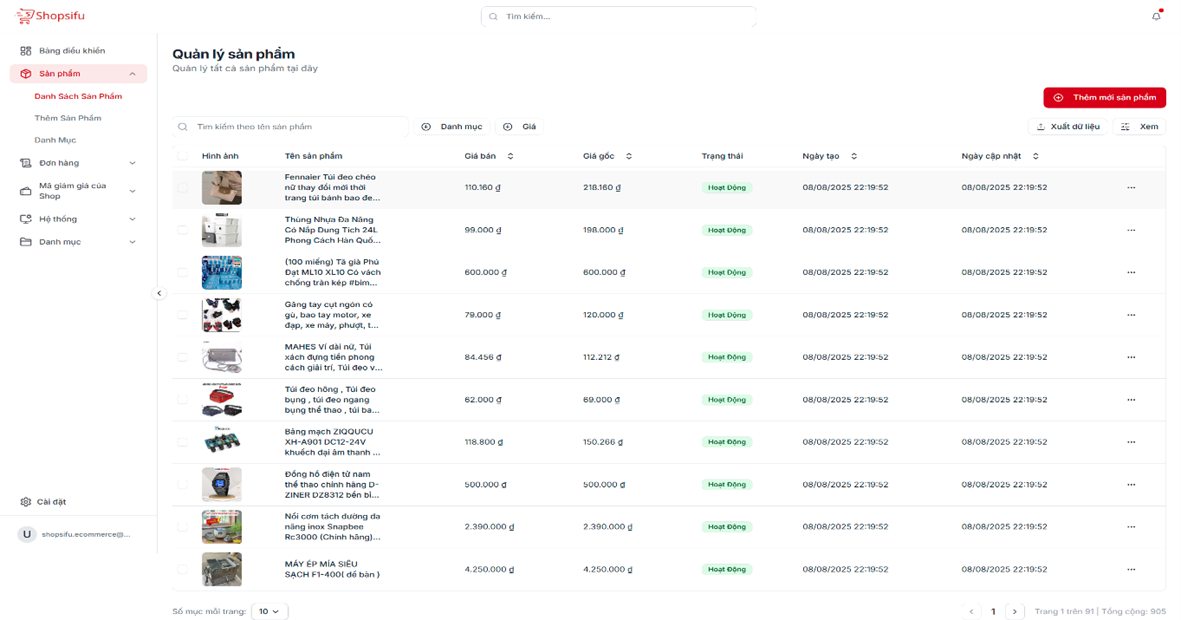 Shopsifu
Tìm kiếm...
Bảng điều khiển
Sản phẩm
Danh Sách Sản Phẩm
Thêm Sản Phẩm
Danh Mục
Đơn hàng
Mã giảm giá của
Shop
Hệ thống
Danh mục
Cài đặt
U
shopsifu.ecommerce@...
Quản lý sản phẩm
Quản lý tất cả sản phẩm tại đây
Thêm mới sản phẩm
Tìm kiếm theo tên sản phẩm
Danh mục
Giá
Xuất dữ liệu
Xem
Hình ảnh Tên sản phẩm Giá bán Giá gốc Trạng thái Ngày tạo Ngày cập nhật
Fennaier Túi đeo chéo
nữ thay đổi mới thời
trang túi bánh bao đe...
110.160 ₫ 218.160 ₫ Hoạt Động 08/08/2025 22:19:52 08/08/2025 22:19:52 ...
Thùng Nhựa Đa Năng
Có Nắp Dung Tích 24L
Phong Cách Hàn Quố...
99.000 ₫ 198.000 ₫ Hoạt Động 08/08/2025 22:19:52 08/08/2025 22:19:52 ...
(100 miếng) Tã già Phú
Đạt ML10 XL10 Có vách
chống tràn kép #bim...
600.000 ₫ 600.000 ₫ Hoạt Động 08/08/2025 22:19:52 08/08/2025 22:19:52 ...
Găng tay cụt ngón có
gù, bao tay motor, xe
đạp, xe máy, phượt, t...
79.000 ₫ 120.000 ₫ Hoạt Động 08/08/2025 22:19:52 08/08/2025 22:19:52 ...
MAHES Ví dài nữ, Túi
xách đựng tiền phong
cách giải trí, Túi đeo v...
84.456 ₫ 112.212 ₫ Hoạt Động 08/08/2025 22:19:52 08/08/2025 22:19:52 ...
Túi đeo hông , Túi đeo
bụng , túi đeo ngang
bụng thể thao , túi ba...
62.000 ₫ 69.000 ₫ Hoạt Động 08/08/2025 22:19:52 08/08/2025 22:19:52 ...
Bảng mạch ZIQQUCU
XH-A901 DC12-24V
khuếch đại âm thanh ...
118.800 ₫ 150.266 ₫ Hoạt Động 08/08/2025 22:19:52 08/08/2025 22:19:52 ...
Đồng hồ điện tử nam
thể thao chính hãng D-
ZINER DZ8312 bền bỉ...
500.000 ₫ 500.000 ₫ Hoạt Động 08/08/2025 22:19:52 08/08/2025 22:19:52 ...
Nồi cơm tách đường đa
năng inox Snapbee
Rc3000 (Chính hãng)...
2.390.000 ₫ 2.390.000 ₫ Hoạt Động 08/08/2025 22:19:52 08/08/2025 22:19:52 ...
MÁY ÉP MÍA SIÊU
SẠCH F1-400( để bàn )
4.250.000 ₫ 4.250.000 ₫ Hoạt Động 08/08/2025 22:19:52 08/08/2025 22:19:52 ...
Số mục mỗi trang: 10
1
Trang 1 trên 91 | Tổng cộng: 905